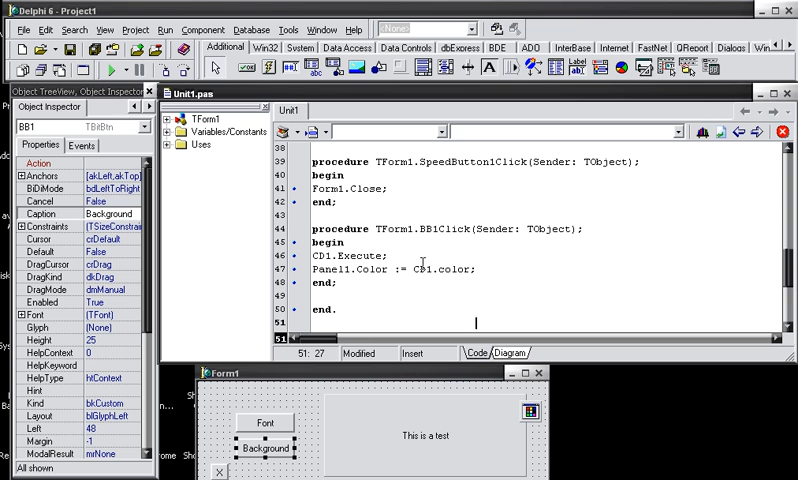 Delphi 6 - Project1
File Edit Search View Project Run Component Database Tools Window Help <None>
Additional Win32 System Data Access Data Controls dbExpress BDE ADO InterBase Internet FastNet QReport Dialogs Win
Object TreeView, Object Inspector
Object Inspector
BB1 TBitBtn
Properties Events
Action
Anchors [akLeft,akTop]
BiDiMode bdLeftToRight
Cancel False
Caption Background
Constraints (TSizeConstrain
Cursor crDefault
Default False
DragCursor crDrag
DragKind dkDrag
DragMode dmManual
Enabled True
Font (TFont)
Glyph (None)
Height 25
HelpContext 0
HelpKeyword
HelpType htContext
Hint
Kind bkCustom
Layout blGlyphLeft
Left 48
Margin -1
ModalResult mrNone
All shown
Unit1.pas
TForm1
Variables/Constants
Uses
Unit1
38
39 procedure TForm1.SpeedButton1Click(Sender: TObject);
40 begin
41 Form1.Close;
42 end;
43
44 procedure TForm1.BB1Click(Sender: TObject);
45 begin
46 CD1.Execute;
47 Panel1.Color := CD1.color;
48 end;
49
50 end.
51
51
51: 27 Modified Insert Code Diagram
Form1
Font
Background
X
This is a test